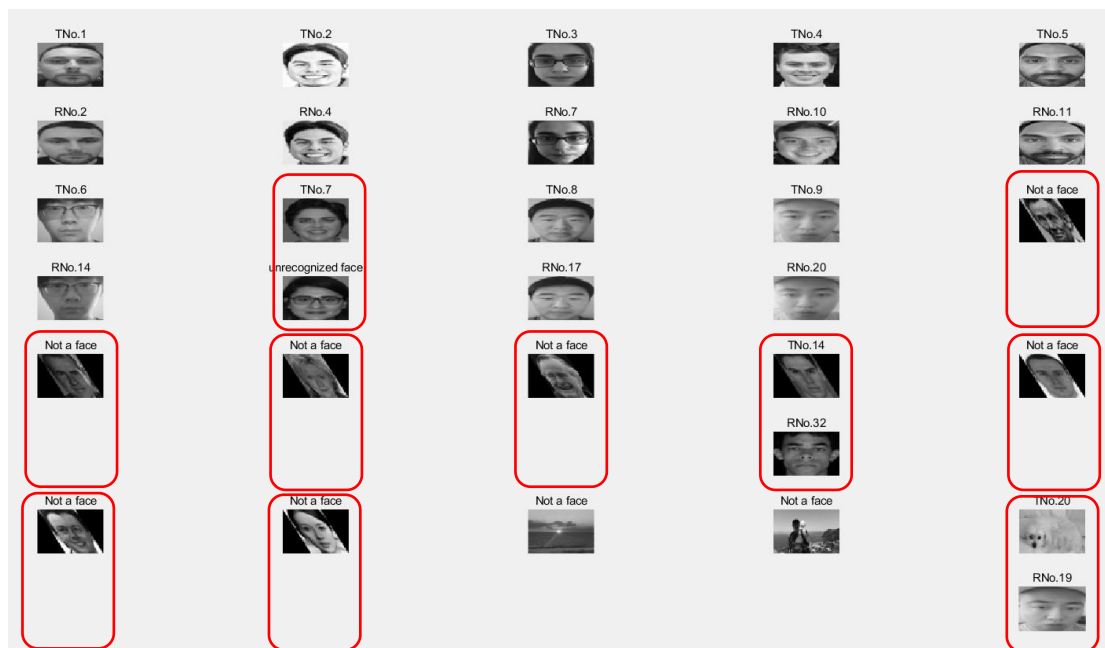 TNo.1
TNo.2
TNo.3
TNo.4
TNo.5
RNo.2
RNo.4
RNo.7
RNo.10
RNo.11
TNo.6
TNo.7
TNo.8
TNo.9
Not a face
RNo.14
unrecognized face
RNo.17
RNo.20
Not a face
Not a face
Not a face
TNo.14
Not a face
RNo.32
Not a face
Not a face
Not a face
Not a face
TNo.20
RNo.19